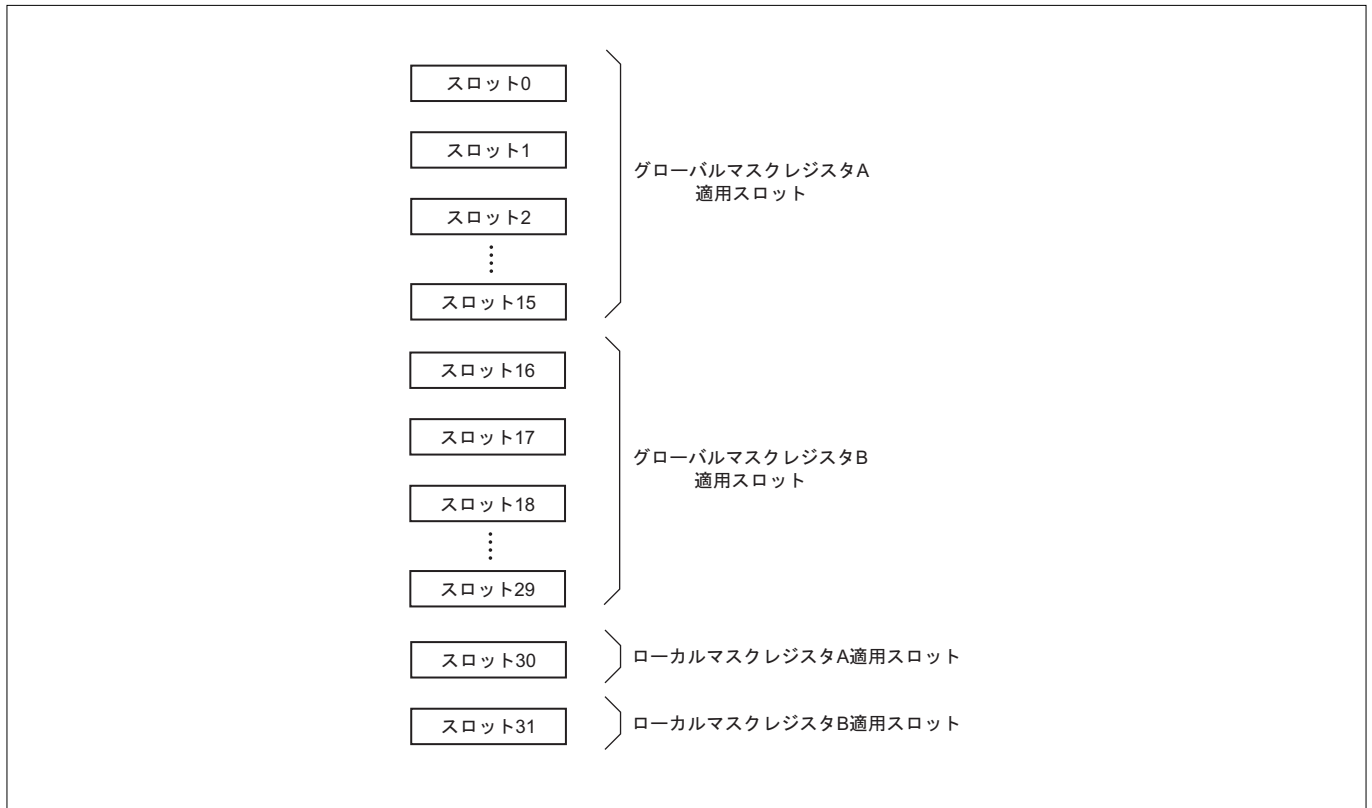 スロット0
スロット1
スロット2
スロット15
グローバルマスクレジスタA
適用スロット
スロット16
スロット17
スロット18
スロット29
グローバルマスクレジスタB
適用スロット
スロット30
ローカルマスクレジスタA適用スロット
スロット31
ローカルマスクレジスタB適用スロット